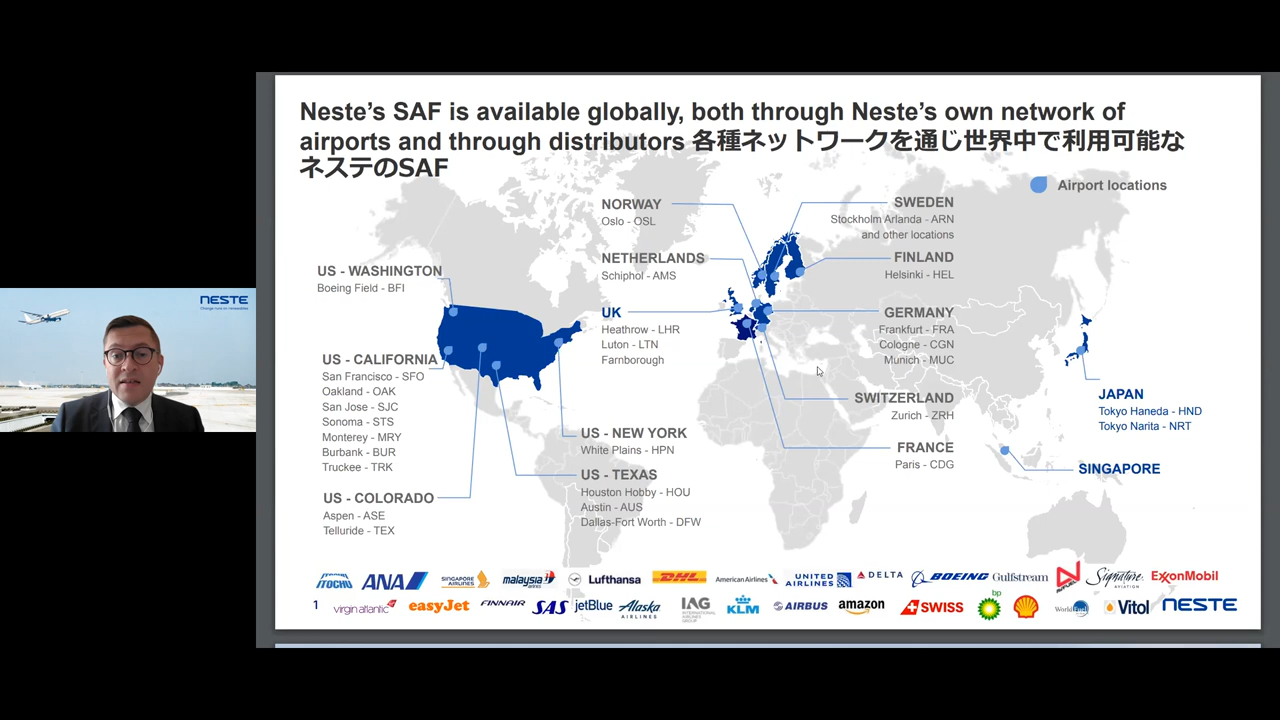 Neste's SAF is available globally, both through Neste's own network of
airports and through distributors 各種ネットワークを通じ世界中で利用可能な
ネステのSAF
Airport locations
NORWAY
Oslo - OSL
SWEDEN
Stockholm Arlanda - ARN
and other locations
NETHERLANDS
Schiphol - AMS
FINLAND
Helsinki - HEL
US - WASHINGTON
Boeing Field - BFI
UK
Heathrow - LHR
Luton - LTN
Farnborough
GERMANY
Frankfurt - FRA
Cologne - CGN
Munich - MUC
US - CALIFORNIA
San Francisco - SFO
Oakland - OAK
San Jose - SJC
Sonoma - STS
Monterey - MRY
Burbank - BUR
Truckee - TRK
SWITZERLAND
Zurich - ZRH
JAPAN
Tokyo Haneda - HND
Tokyo Narita - NRT
US - NEW YORK
White Plains - HPN
FRANCE
Paris - CDG
SINGAPORE
US - TEXAS
Houston Hobby - HOU
Austin - AUS
Dallas-Fort Worth - DFW
US - COLORADO
Aspen - ASE
Telluride - TEX
ITOCHU ANA SINGAPORE AIRLINES malaysia airlines Lufthansa DHL American Airlines UNITED AIRLINES DELTA BOEING Gulfstream AVFUEL Signature AVIATION ExxonMobil
1 virgin atlantic easyJet FINNAIR SAS jetBlue Alaska AIRLINES IAG INTERNATIONAL AIRLINES GROUP KLM AIRBUS amazon SWISS bp World Fuel Vitol NESTE
NESTE